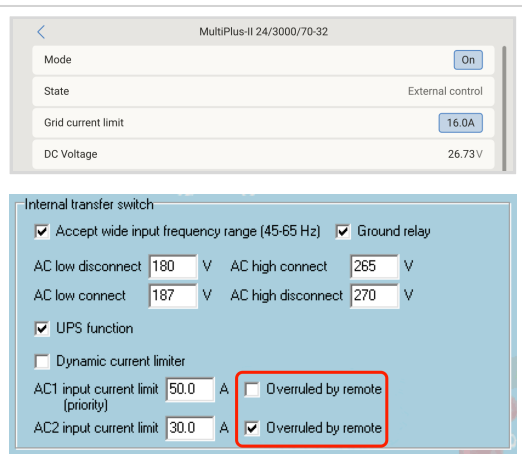 MultiPlus-II 24/3000/70-32
Mode On
State External control
Grid current limit 16.0A
DC Voltage 26.73V
Internal transfer switch
Accept wide input frequency range (45-65 Hz) Ground relay
AC low disconnect 180 V AC high connect 265 V
AC low connect 187 V AC high disconnect 270 V
UPS function
Dynamic current limiter
AC1 input current limit 50.0 A Overruled by remote
(priority)
AC2 input current limit 30.0 A Overruled by remote